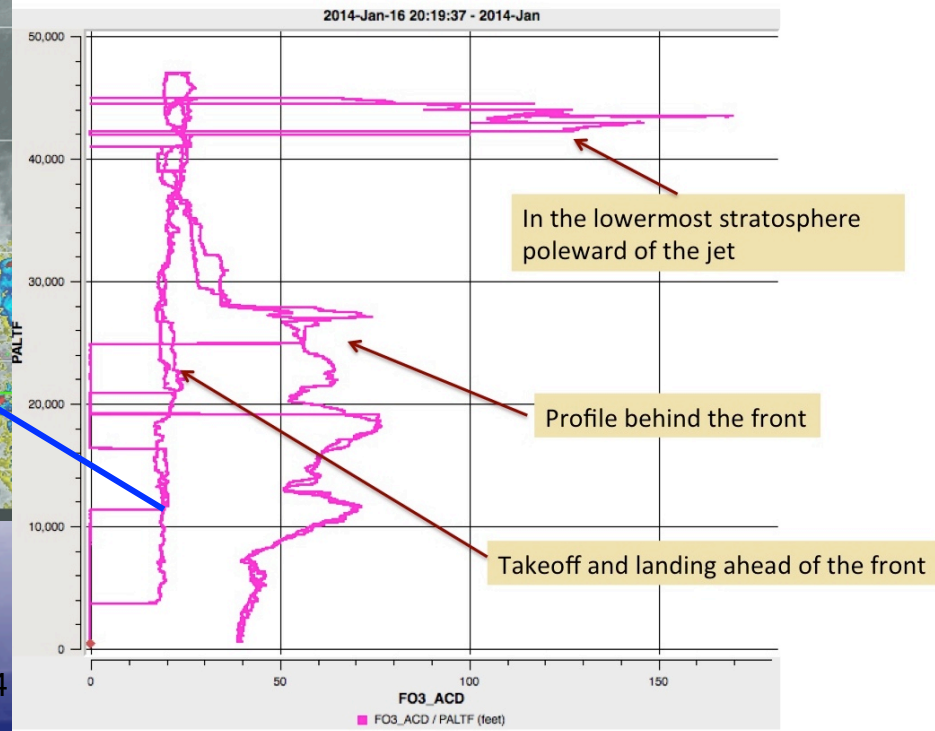 2014-Jan-16 20:19:37 - 2014-Jan
50,000
40,000
30,000
20,000
10,000
0
PALTF
In the lowermost stratosphere
poleward of the jet
Profile behind the front
Takeoff and landing ahead of the front
4
0
50
100
150
FO3_ACD
FO3_ACD / PALTF (feet)